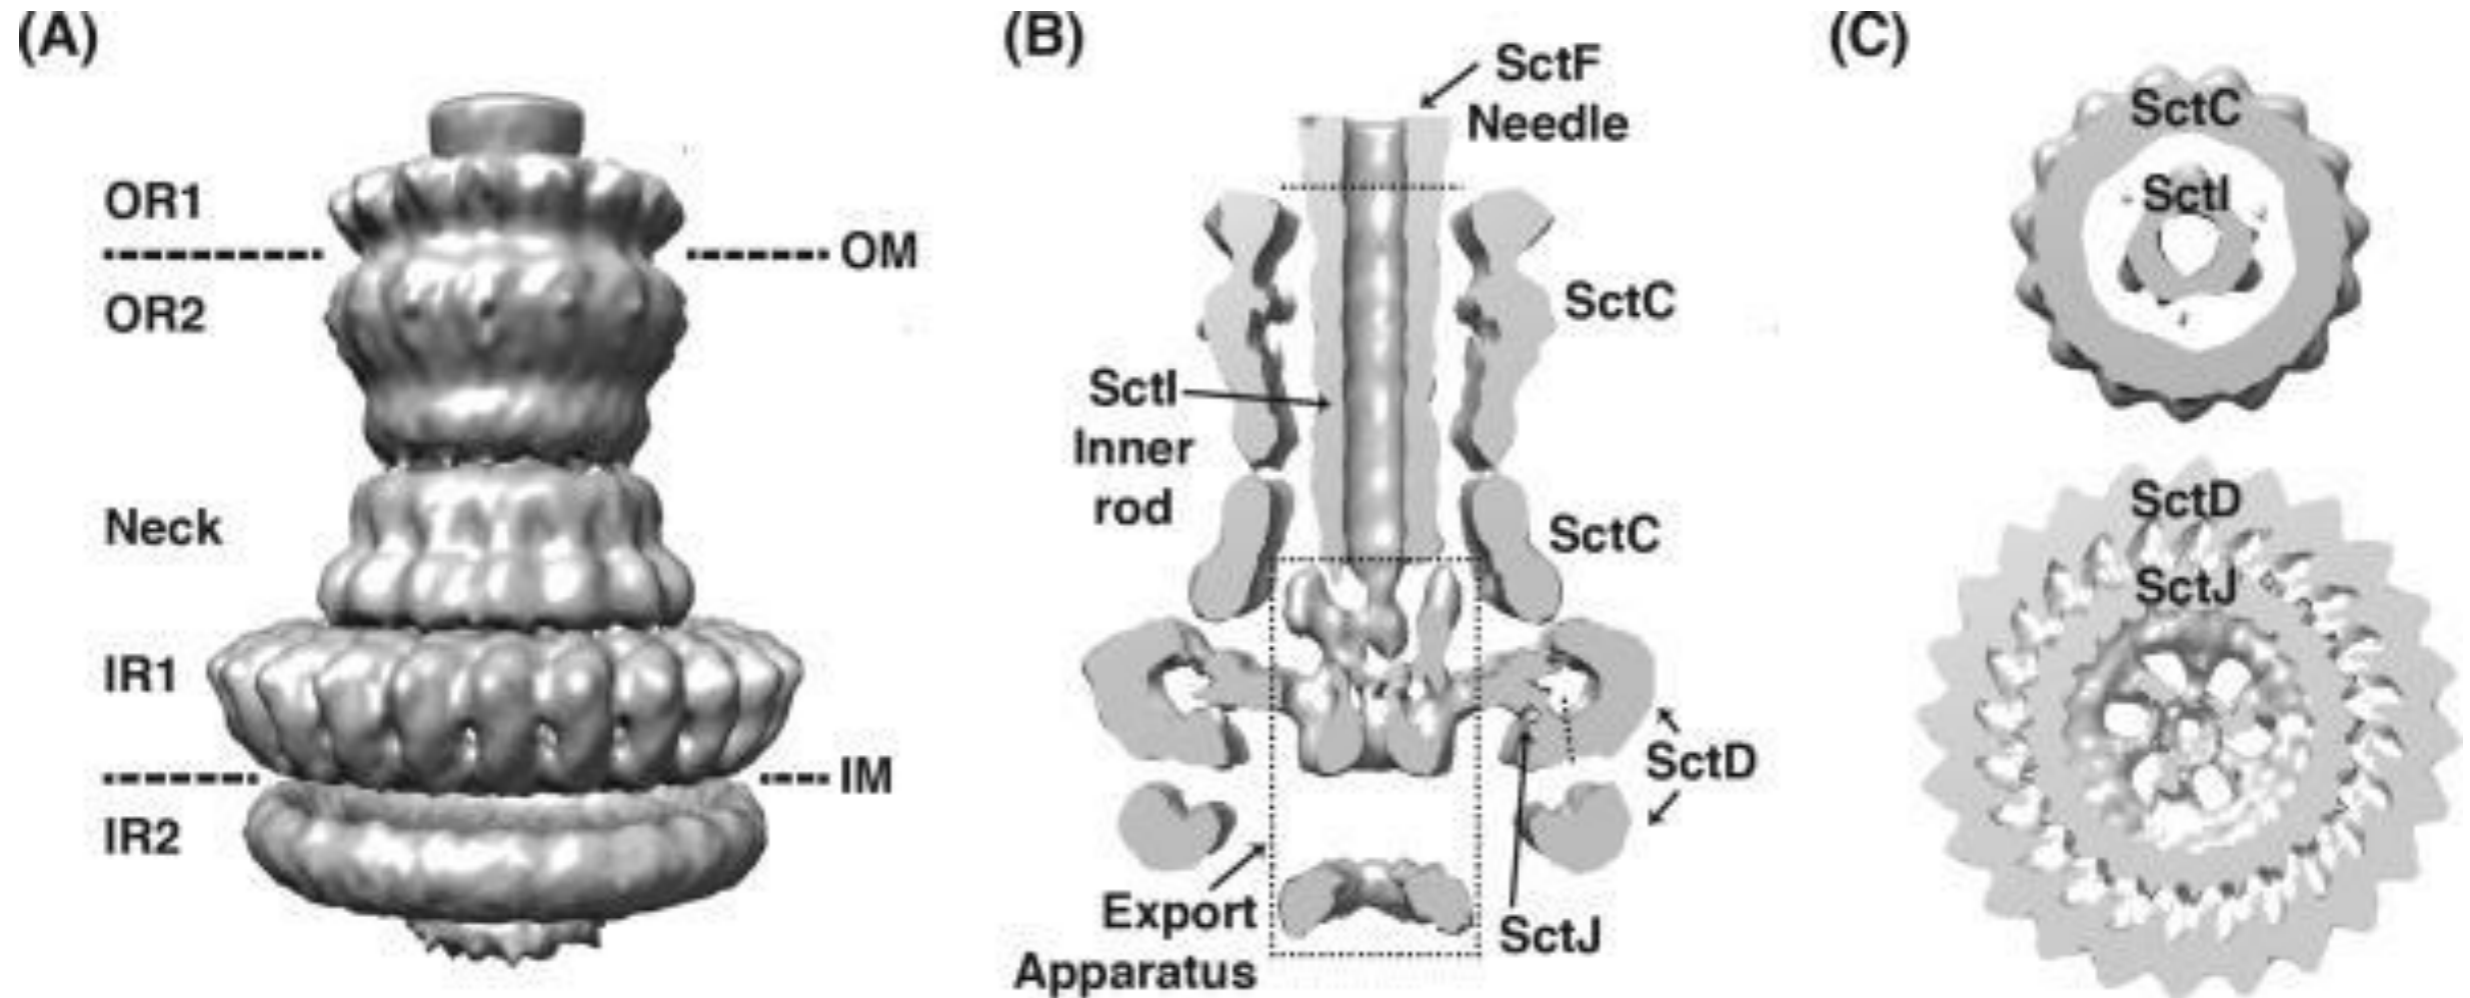 (A)
OR1
OM
OR2
Neck
IR1
IM
IR2
(B)
SctF
Needle
SctC
SctI
Inner
rod
SctC
SctD
Export
Apparatus
SctJ
(C)
SctC
SctI
SctD
SctJ